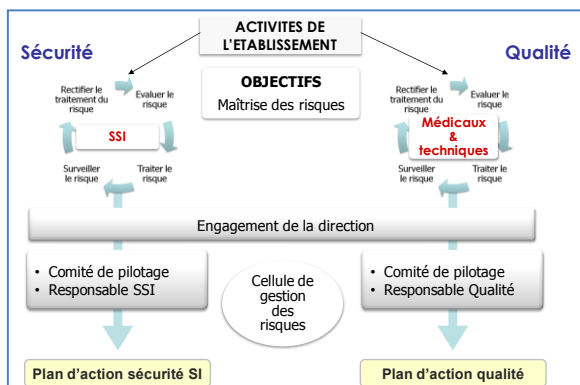 ACTIVITES DE
L'ETABLISSEMENT
Sécurité
Qualité
OBJECTIFS
Maîtrise des risques
Rectifier le
traitement du
risque
Evaluer le
risque
SSI
Surveiller
le risque
Traiter le
risque
Rectifier le
traitement du
risque
Evaluer le
risque
Médicaux
&
techniques
Surveiller
le risque
Traiter le
risque
Engagement de la direction
• Comité de pilotage
• Responsable SSI
Cellule de
gestion
des
risques
• Comité de pilotage
• Responsable Qualité
Plan d'action sécurité SI
Plan d'action qualité